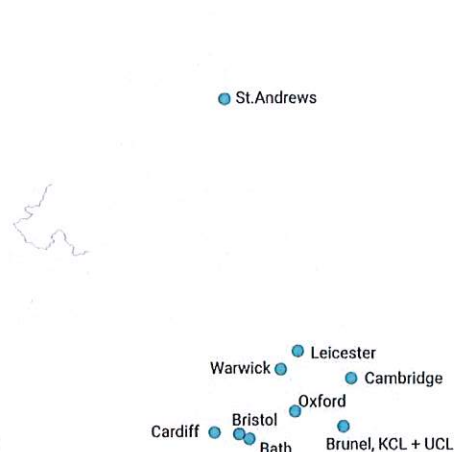 St.Andrews
Leicester
Warwick
Cambridge
Oxford
Bristol
Cardiff
Bath
Brunel, KCL + UCL